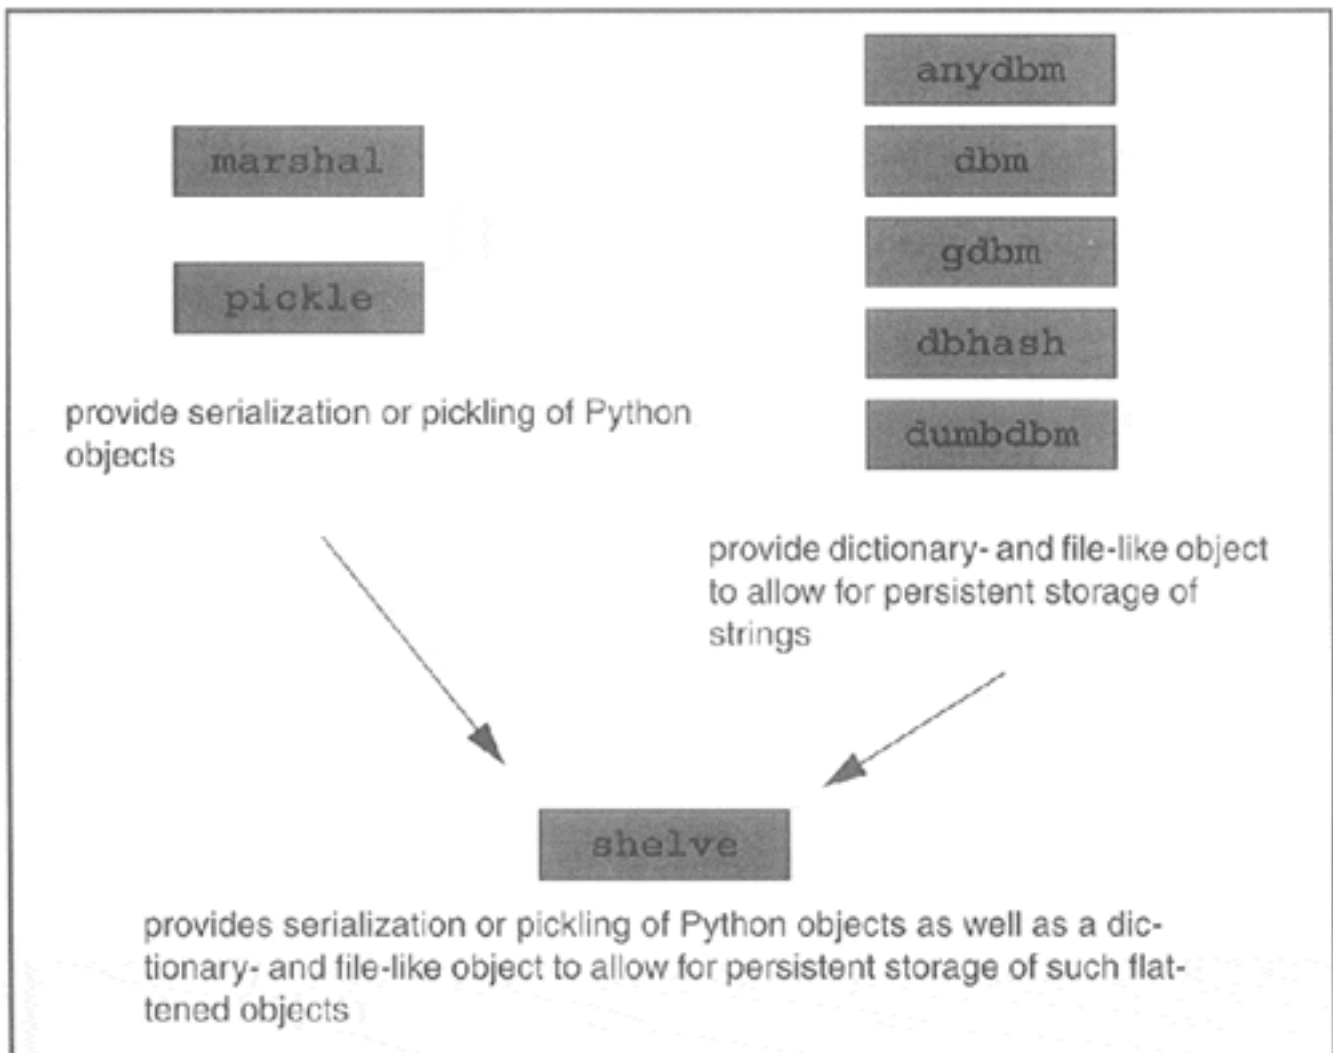 marshal
pickle
provide serialization or pickling of Python
objects
anydbm
dbm
gdbm
dbhash
dumbdbm
provide dictionary- and file-like object
to allow for persistent storage of
strings
shelve
provides serialization or pickling of Python objects as well as a dic-
tionary- and file-like object to allow for persistent storage of such flat-
tened objects